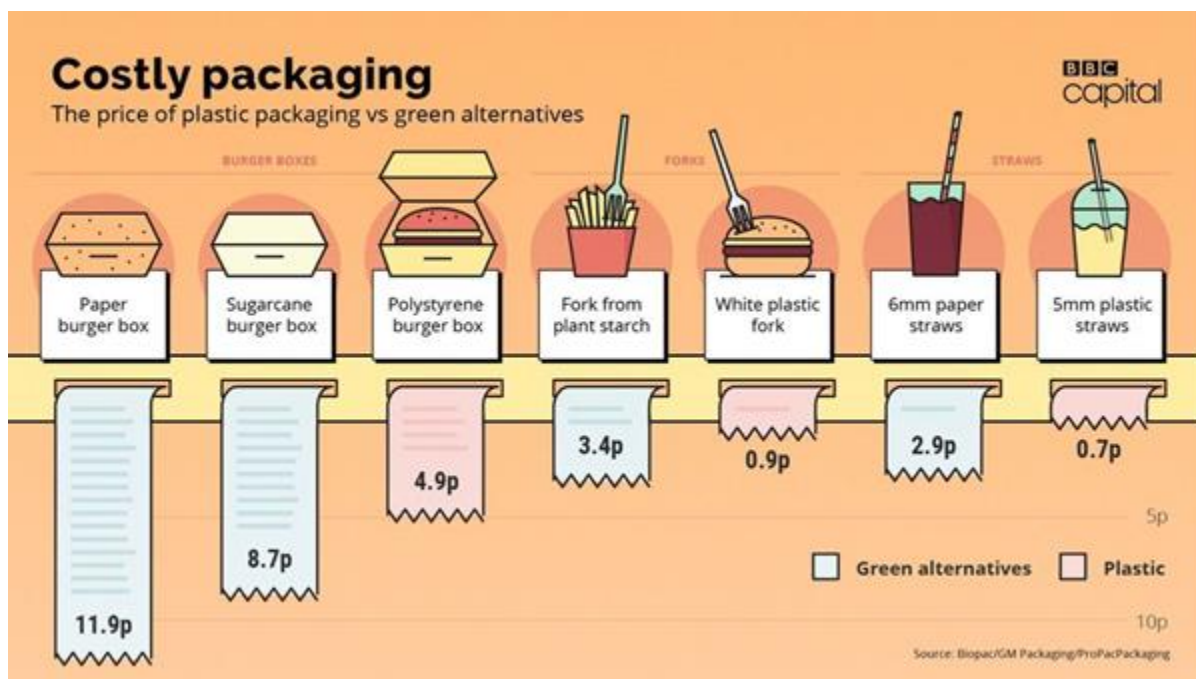 Costly packaging
The price of plastic packaging vs green alternatives
BBC
capital
BURGER BOXES
FORKS
STRAWS
Paper
burger box
Sugarcane
burger box
Polystyrene
burger box
Fork from
plant starch
White plastic
fork
6mm paper
straws
5mm plastic
straws
11.9p
8.7p
4.9p
3.4p
0.9p
2.9p
0.7p
5p
Green alternatives
Plastic
10p
Source: Biopac/GM Packaging/ProPacPackaging